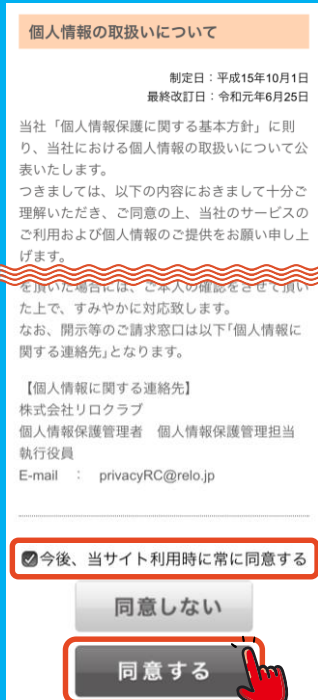 個人情報の取扱いについて
制定日：平成15年10月1日
最終改訂日：令和元年6月25日
当社「個人情報保護に関する基本方針」に則
り、当社における個人情報の取扱いについて公
表いたします。
つきましては、以下の内容におきまして十分ご
理解いただき、ご同意の上、当社のサービスの
ご利用および個人情報のご提供をお願い申し上
げます。
を頂いた場合には、ご本人の確認をさせて頂い
た上で、すみやかに対応致します。
なお、開示等のご請求窓口は以下「個人情報に
関する連絡先」となります。
【個人情報に関する連絡先】
株式会社リロクラブ
個人情報保護管理者　個人情報保護管理担当
執行役員
E-mail　：　privacyRC@relo.jp
今後、当サイト利用時に常に同意する
同意しない
同意する